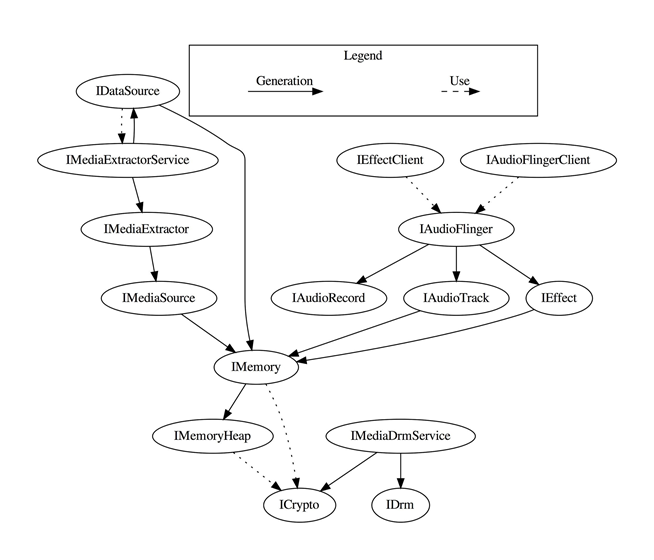 Legend
Generation
Use
IDataSource
IMediaExtractorService
IEffectClient
IAudioFlingerClient
IMediaExtractor
IAudioFlinger
IMediaSource
IAudioRecord
IAudioTrack
IEffect
IMemory
IMemoryHeap
IMediaDrmService
ICrypto
IDrm